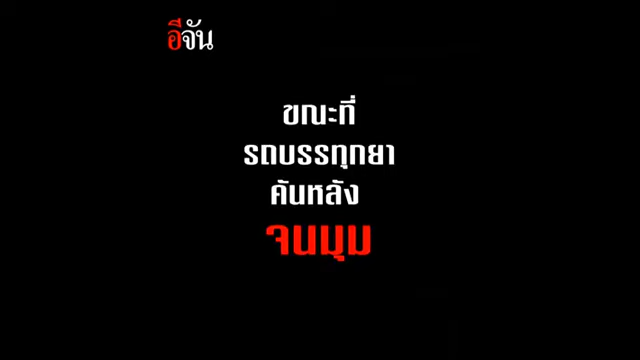 อีจัน
ขณะที่
รถบรรทุกยา
คันหลัง
จนมุม